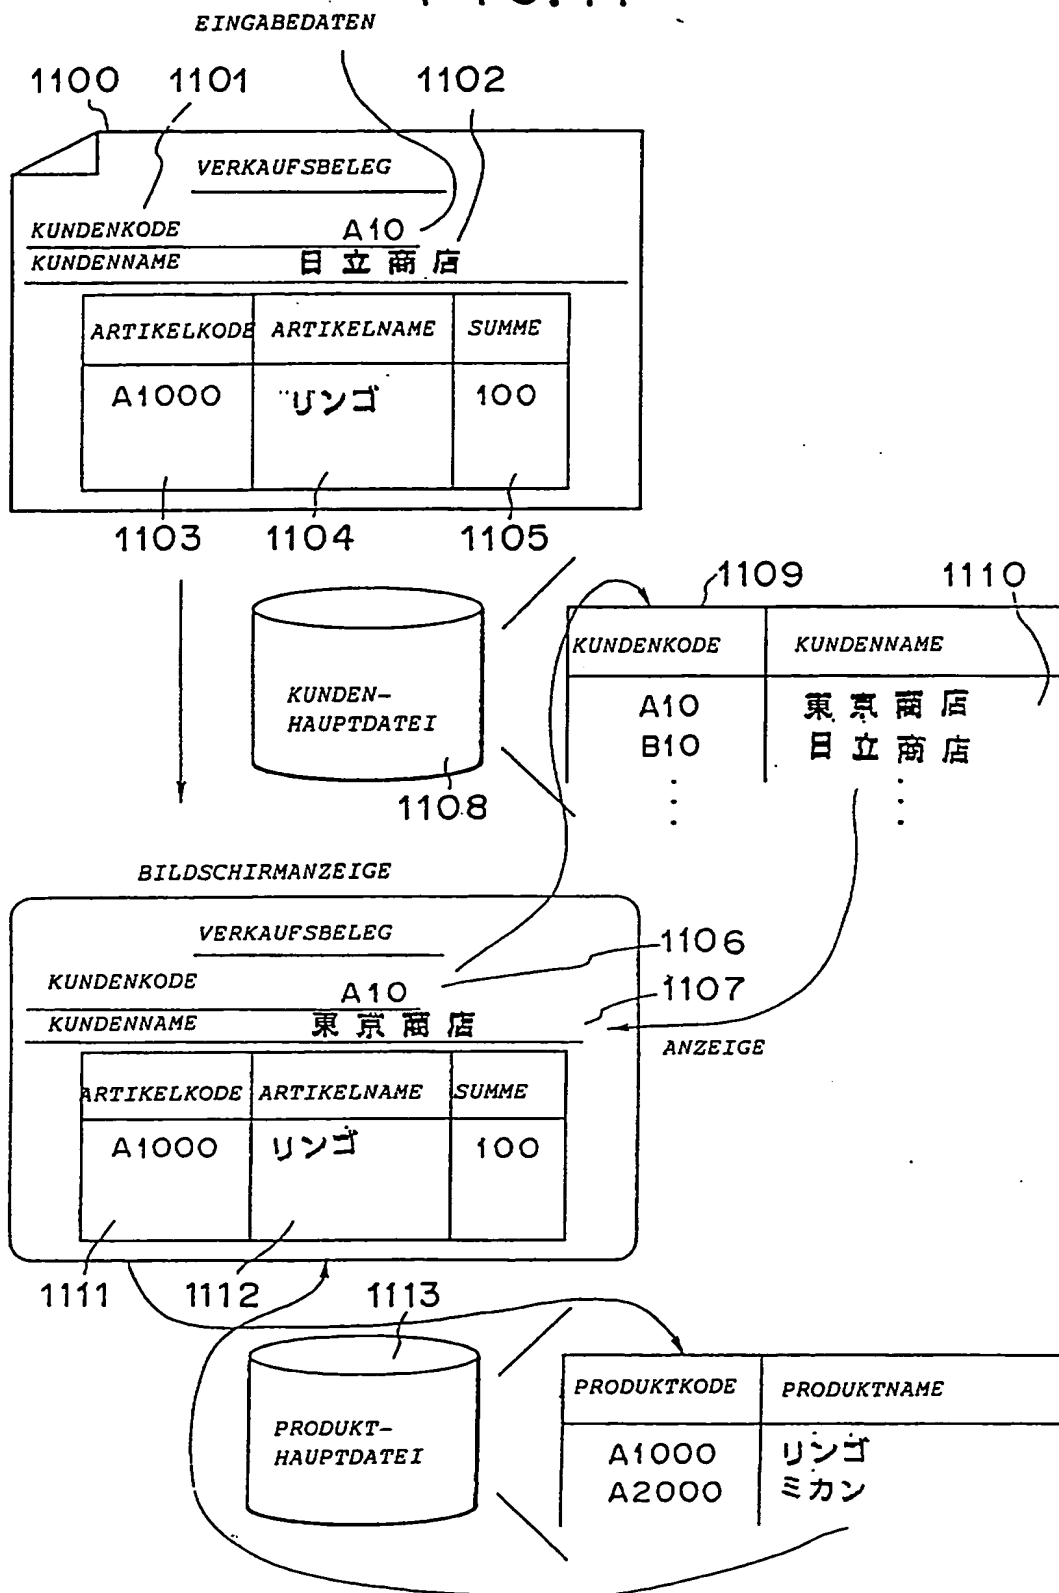 EINGABEDATEN
1100 1101 1102
VERKAUFSBELEG
KUNDENKODE A10
KUNDENNAME 日立商店
ARTIKELKODE ARTIKELNAME SUMME
A1000 リンゴ 100
1103 1104 1105
1109 1110
KUNDENKODE KUNDENNAME
A10 東京商店
B10 日立商店
KUNDEN-
HAUPTDATEI
1108
BILDSCHIRMANZEIGE
VERKAUFSBELEG
1106
KUNDENKODE A10
1107
KUNDENNAME 東京商店
ANZEIGE
ARTIKELKODE ARTIKELNAME SUMME
A1000 リンゴ 100
1111 1112 1113
PRODUKTKODE PRODUKTNAME
A1000 リンゴ
A2000 ミカン
PRODUKT-
HAUPTDATEI